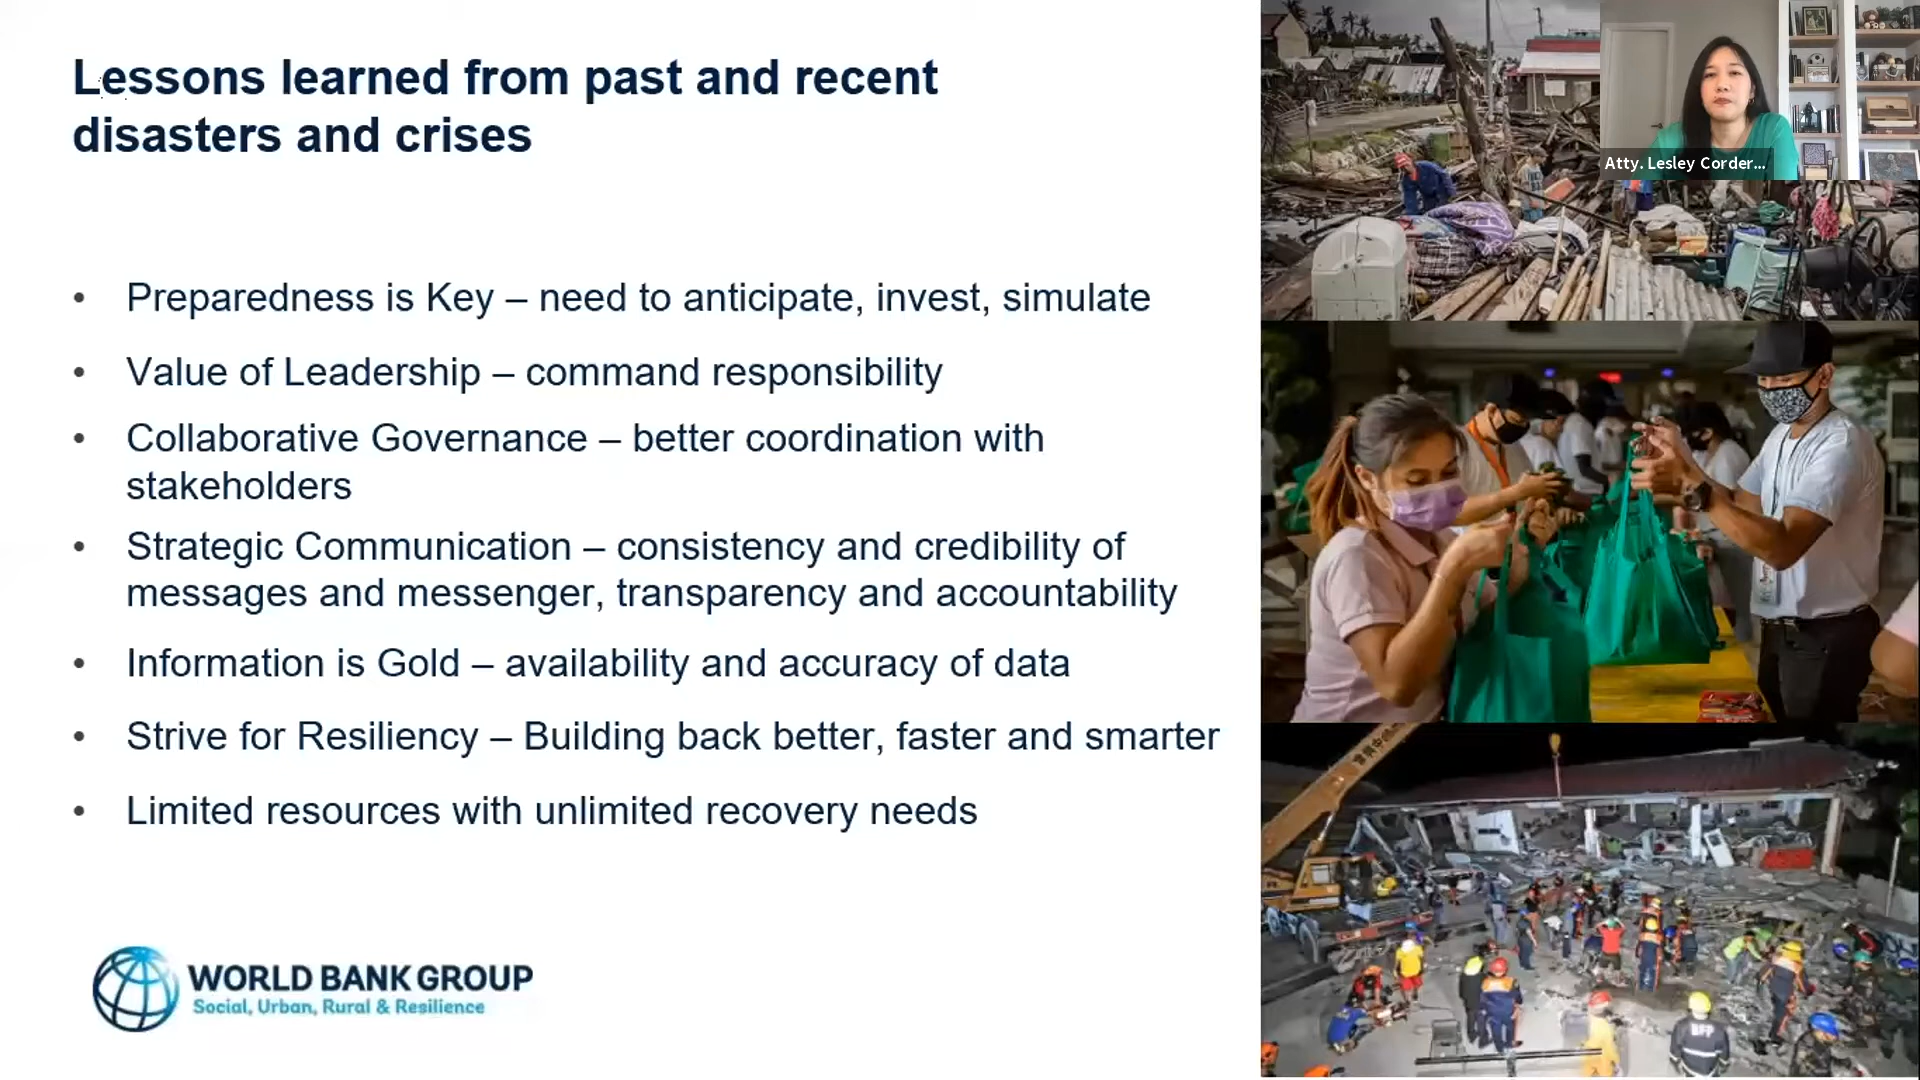 Lessons learned from past and recent
disasters and crises
Atty. Lesley Corder...
• Preparedness is Key – need to anticipate, invest, simulate
• Value of Leadership – command responsibility
• Collaborative Governance – better coordination with
stakeholders
• Strategic Communication – consistency and credibility of
messages and messenger, transparency and accountability
• Information is Gold – availability and accuracy of data
• Strive for Resiliency – Building back better, faster and smarter
• Limited resources with unlimited recovery needs
WORLD BANK GROUP
Social, Urban, Rural & Resilience
BFP